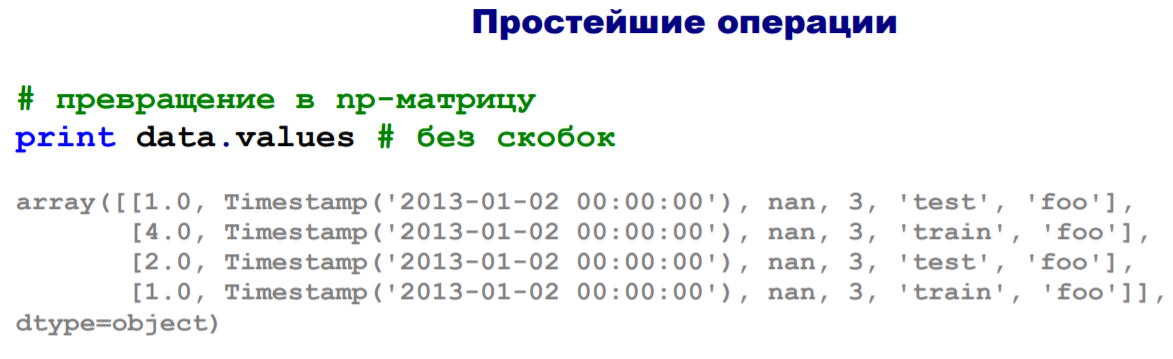 Простейшие операции
# превращение в np-матрицу
print data.values # без скобок
array([[1.0, Timestamp('2013-01-02 00:00:00'), nan, 3, 'test', 'foo'],
[4.0, Timestamp('2013-01-02 00:00:00'), nan, 3, 'train', 'foo'],
[2.0, Timestamp('2013-01-02 00:00:00'), nan, 3, 'test', 'foo'],
[1.0, Timestamp('2013-01-02 00:00:00'), nan, 3, 'train', 'foo']],
dtype=object)